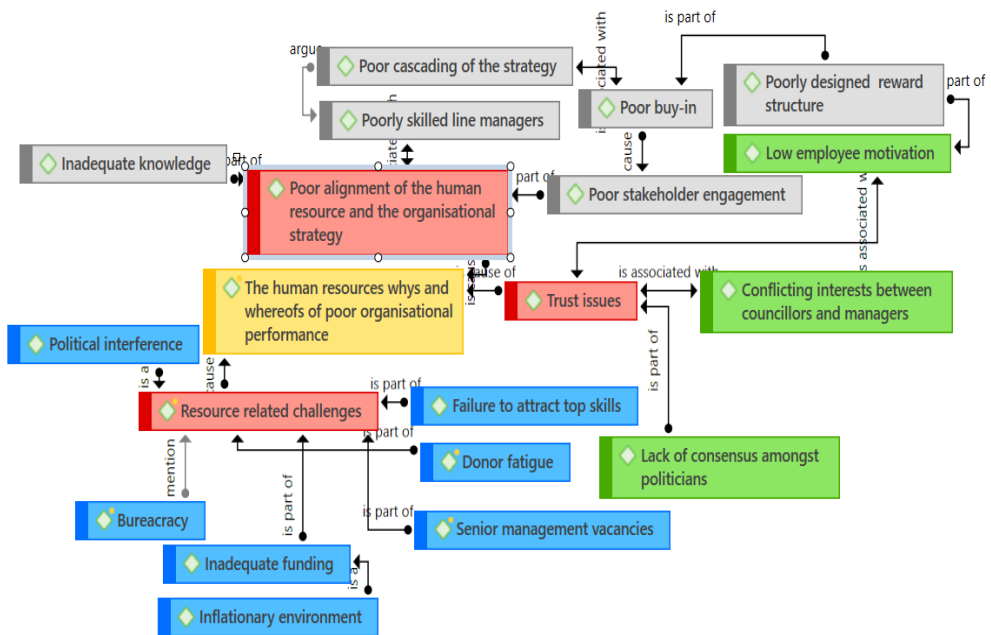 is part of
associated with
argue
Poor cascading of the strategy
Poorly designed reward
structure
part of
Poor buy-in
Poorly skilled line managers
cause
Low employee motivation
Inadequate knowledge
part of
Poor alignment of the human
resource and the organisational
strategy
part of
Poor stakeholder engagement
is associated
cause of
is associated with
The human resources whys and
whereofs of poor organisational
performance
Trust issues
Conflicting interests between
councillors and managers
Political interference
is a
cause
is part of
is part of
Resource related challenges
Failure to attract top skills
is part of
Donor fatigue
Lack of consensus amongst
politicians
mention
is part of
Bureacracy
is part of
Senior management vacancies
Inadequate funding
is a
Inflationary environment